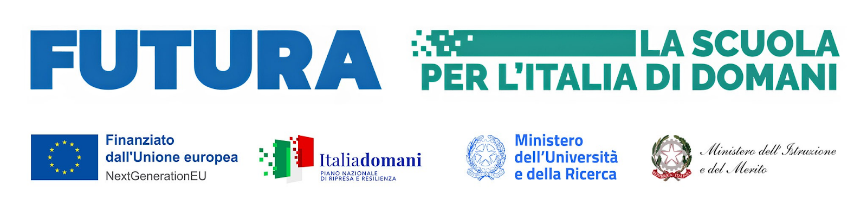 FUTURA
LA SCUOLA
PER L'ITALIA DI DOMANI
Finanziato
dall'Unione europea
NextGenerationEU
Italiadomani
PIANO NAZIONALE
DI RIPRESA E RESILIENZA
Ministero
dell'Università
e della Ricerca
Ministero dell'Istruzione
e del Merito